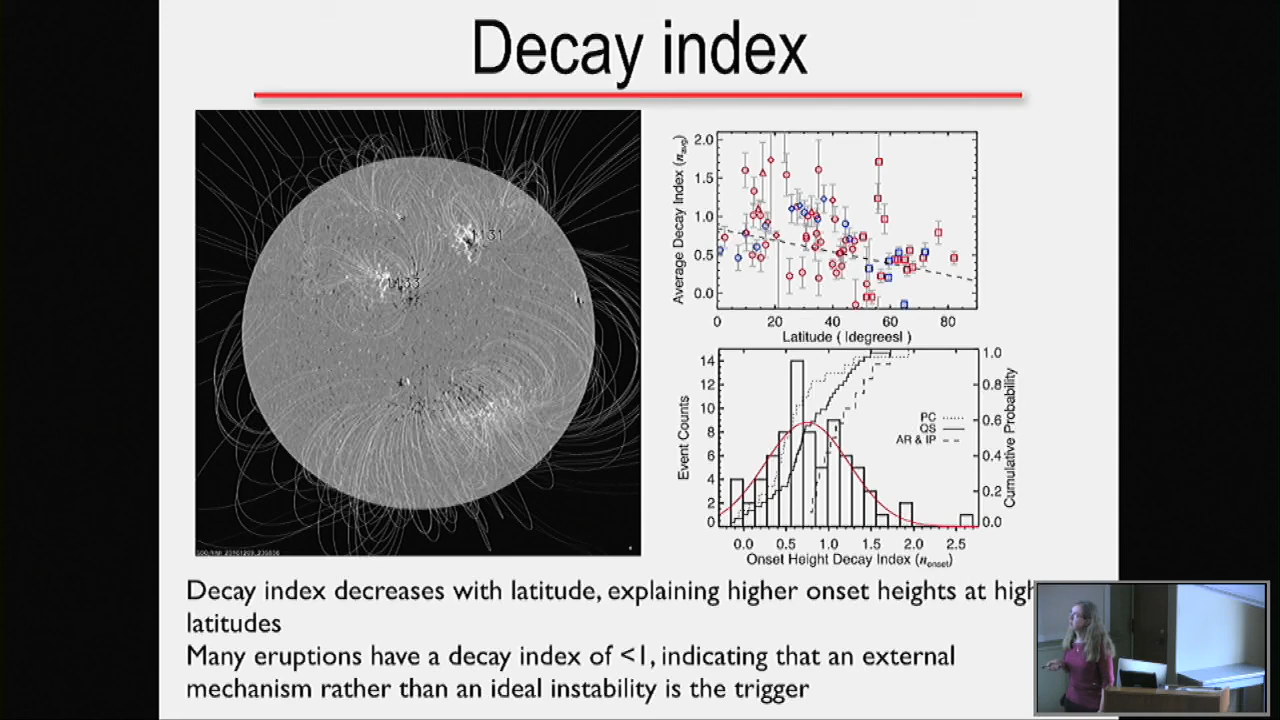 Decay index
1131
1133
SDO/HMI
2.0
1.5
1.0
0.5
0.0
Average Decay Index (n_avg)
0 20 40 60 80
Latitude ( |degrees| )
14
12
10
8
6
4
2
0
Event Counts
1.0
0.8
0.6
0.4
0.2
0.0
Cumulative Probability
PC
QS
AR & IP
0.0 0.5 1.0 1.5 2.0 2.5
Onset Height Decay Index (n_onset)
Decay index decreases with latitude, explaining higher onset heights at high
latitudes
Many eruptions have a decay index of <1, indicating that an external
mechanism rather than an ideal instability is the trigger